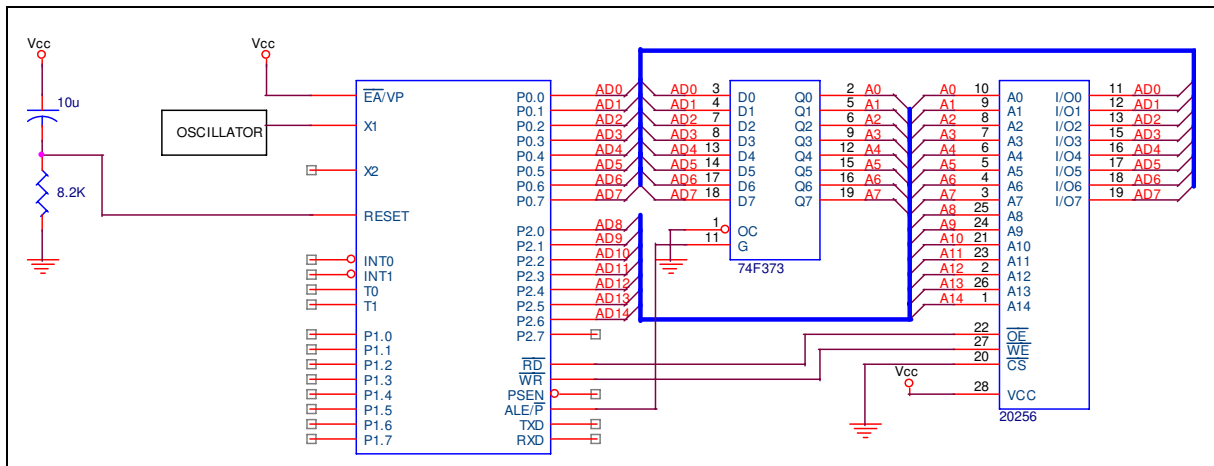 Vcc
10u
8.2K
Vcc
OSCILLATOR
EA/VP
X1
X2
RESET
INT0
INT1
T0
T1
P1.0
P1.1
P1.2
P1.3
P1.4
P1.5
P1.6
P1.7
P0.0
P0.1
P0.2
P0.3
P0.4
P0.5
P0.6
P0.7
P2.0
P2.1
P2.2
P2.3
P2.4
P2.5
P2.6
P2.7
RD
WR
PSEN
ALE/P
TXD
RXD
AD0
AD1
AD2
AD3
AD4
AD5
AD6
AD7
AD8
AD9
AD10
AD11
AD12
AD13
AD14
AD0 3 D0
AD1 4 D1
AD2 7 D2
AD3 8 D3
AD4 13 D4
AD5 14 D5
AD6 17 D6
AD7 18 D7
1 OC
11 G
Q0 2 A0
Q1 5 A1
Q2 6 A2
Q3 9 A3
Q4 12 A4
Q5 15 A5
Q6 16 A6
Q7 19 A7
74F373
A0 10 A0
A1 9 A1
A2 8 A2
A3 7 A3
A4 6 A4
A5 5 A5
A6 4 A6
A7 3 A7
A8 25 A8
A9 24 A9
A10 21 A10
A11 23 A11
A12 2 A12
A13 26 A13
A14 1 A14
22 OE
27 WE
20 CS
Vcc
28 VCC
I/O0 11 AD0
I/O1 12 AD1
I/O2 13 AD2
I/O3 15 AD3
I/O4 16 AD4
I/O5 17 AD5
I/O6 18 AD6
I/O7 19 AD7
20256